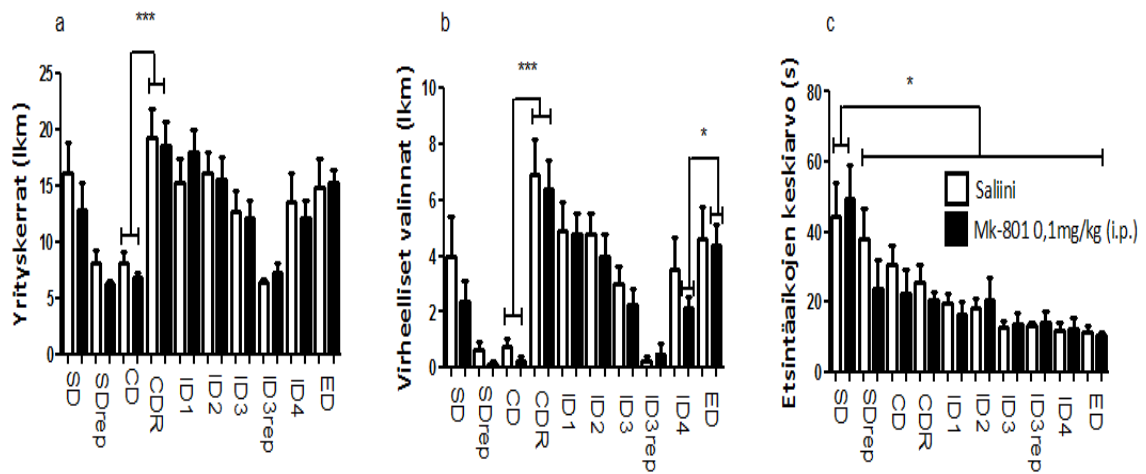 a
***
Yrityskerrat (lkm)
25
20
15
10
5
0
SD
SDrep
CD
CDR
ID1
ID2
ID3
ID3rep
ID4
ED
b
***
*
Virheelliset valinnat (lkm)
10
8
6
4
2
0
SD
SDrep
CD
CDR
ID1
ID2
ID3
ID3rep
ID4
ED
c
*
Etsintäaikojen keskiarvo (s)
80
60
40
20
0
SD
SDrep
CD
CDR
ID1
ID2
ID3
ID3rep
ID4
ED
Saliini
Mk-801 0,1mg/kg (i.p.)